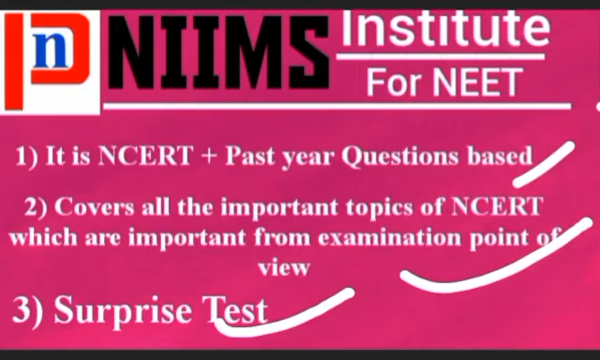 n
NIIMS
Institute
For NEET
1) It is NCERT + Past year Questions based
2) Covers all the important topics of NCERT
which are important from examination point of
view
3) Surprise Test